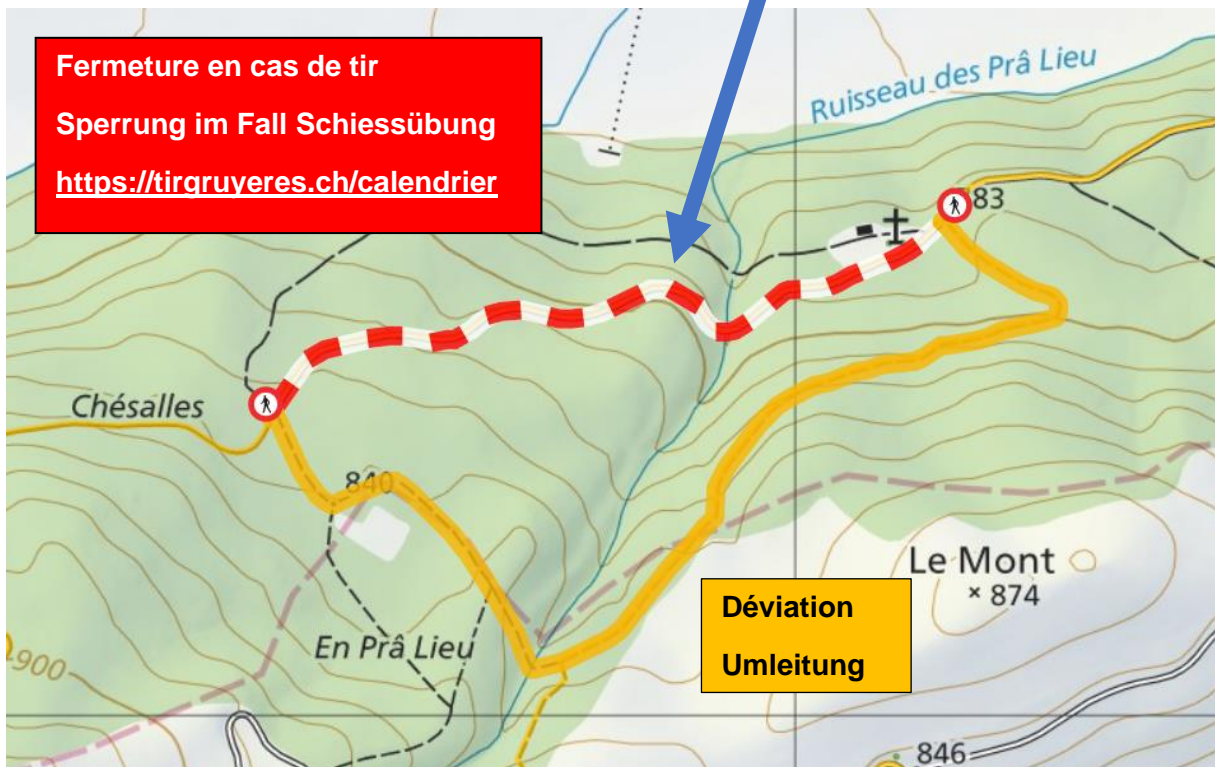 Fermeture en cas de tir
Sperrung im Fall Schiessübung
https://tirgruyeres.ch/calendrier
Ruisseau des Prâ Lieu
83
Chésalles
840
Le Mont
874
En Prâ Lieu
-900
Déviation
Umleitung
846